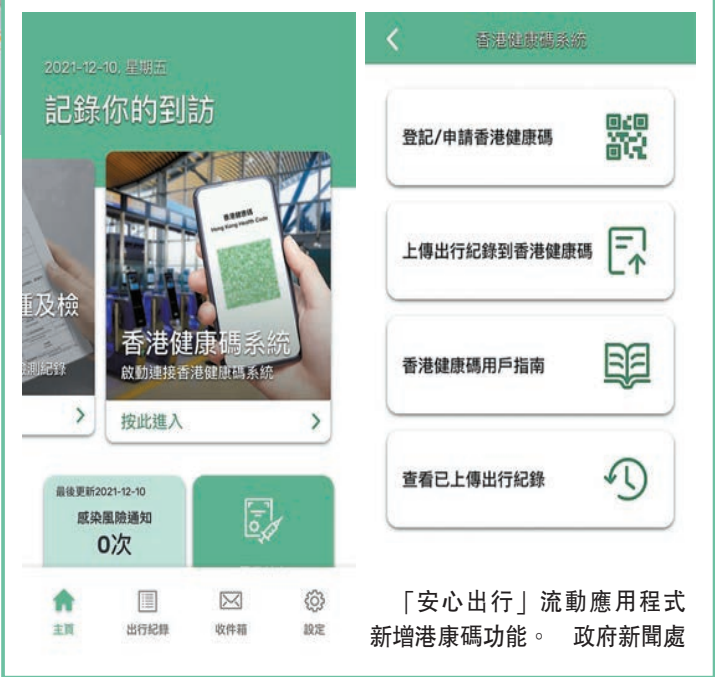 2021-12-10, 星期五
記錄你的到訪
種及檢
測紀錄
香港健康碼
Hong Kong Health Code
香港健康碼系統
啟動連接香港健康碼系統
按此進入
最後更新2021-12-10
感染風險通知
0次
主頁
出行紀錄
收件箱
設定
香港健康碼系統
登記/申請香港健康碼
上傳出行紀錄到香港健康碼
香港健康碼用戶指南
查看已上傳出行紀錄
「安心出行」流動應用程式
新增港康碼功能。 政府新聞處